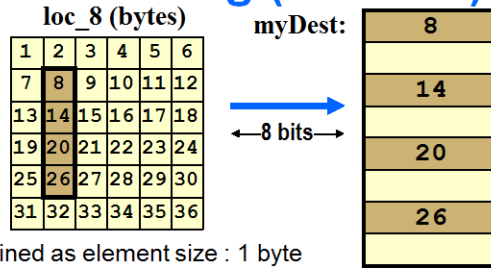 loc_8 (bytes)
myDest:
1 2 3 4 5 6
7 8 9 10 11 12
13 14 15 16 17 18
19 20 21 22 23 24
25 26 27 28 29 30
31 32 33 34 35 36
8 bits
8
14
20
26
ined as element size : 1 byte